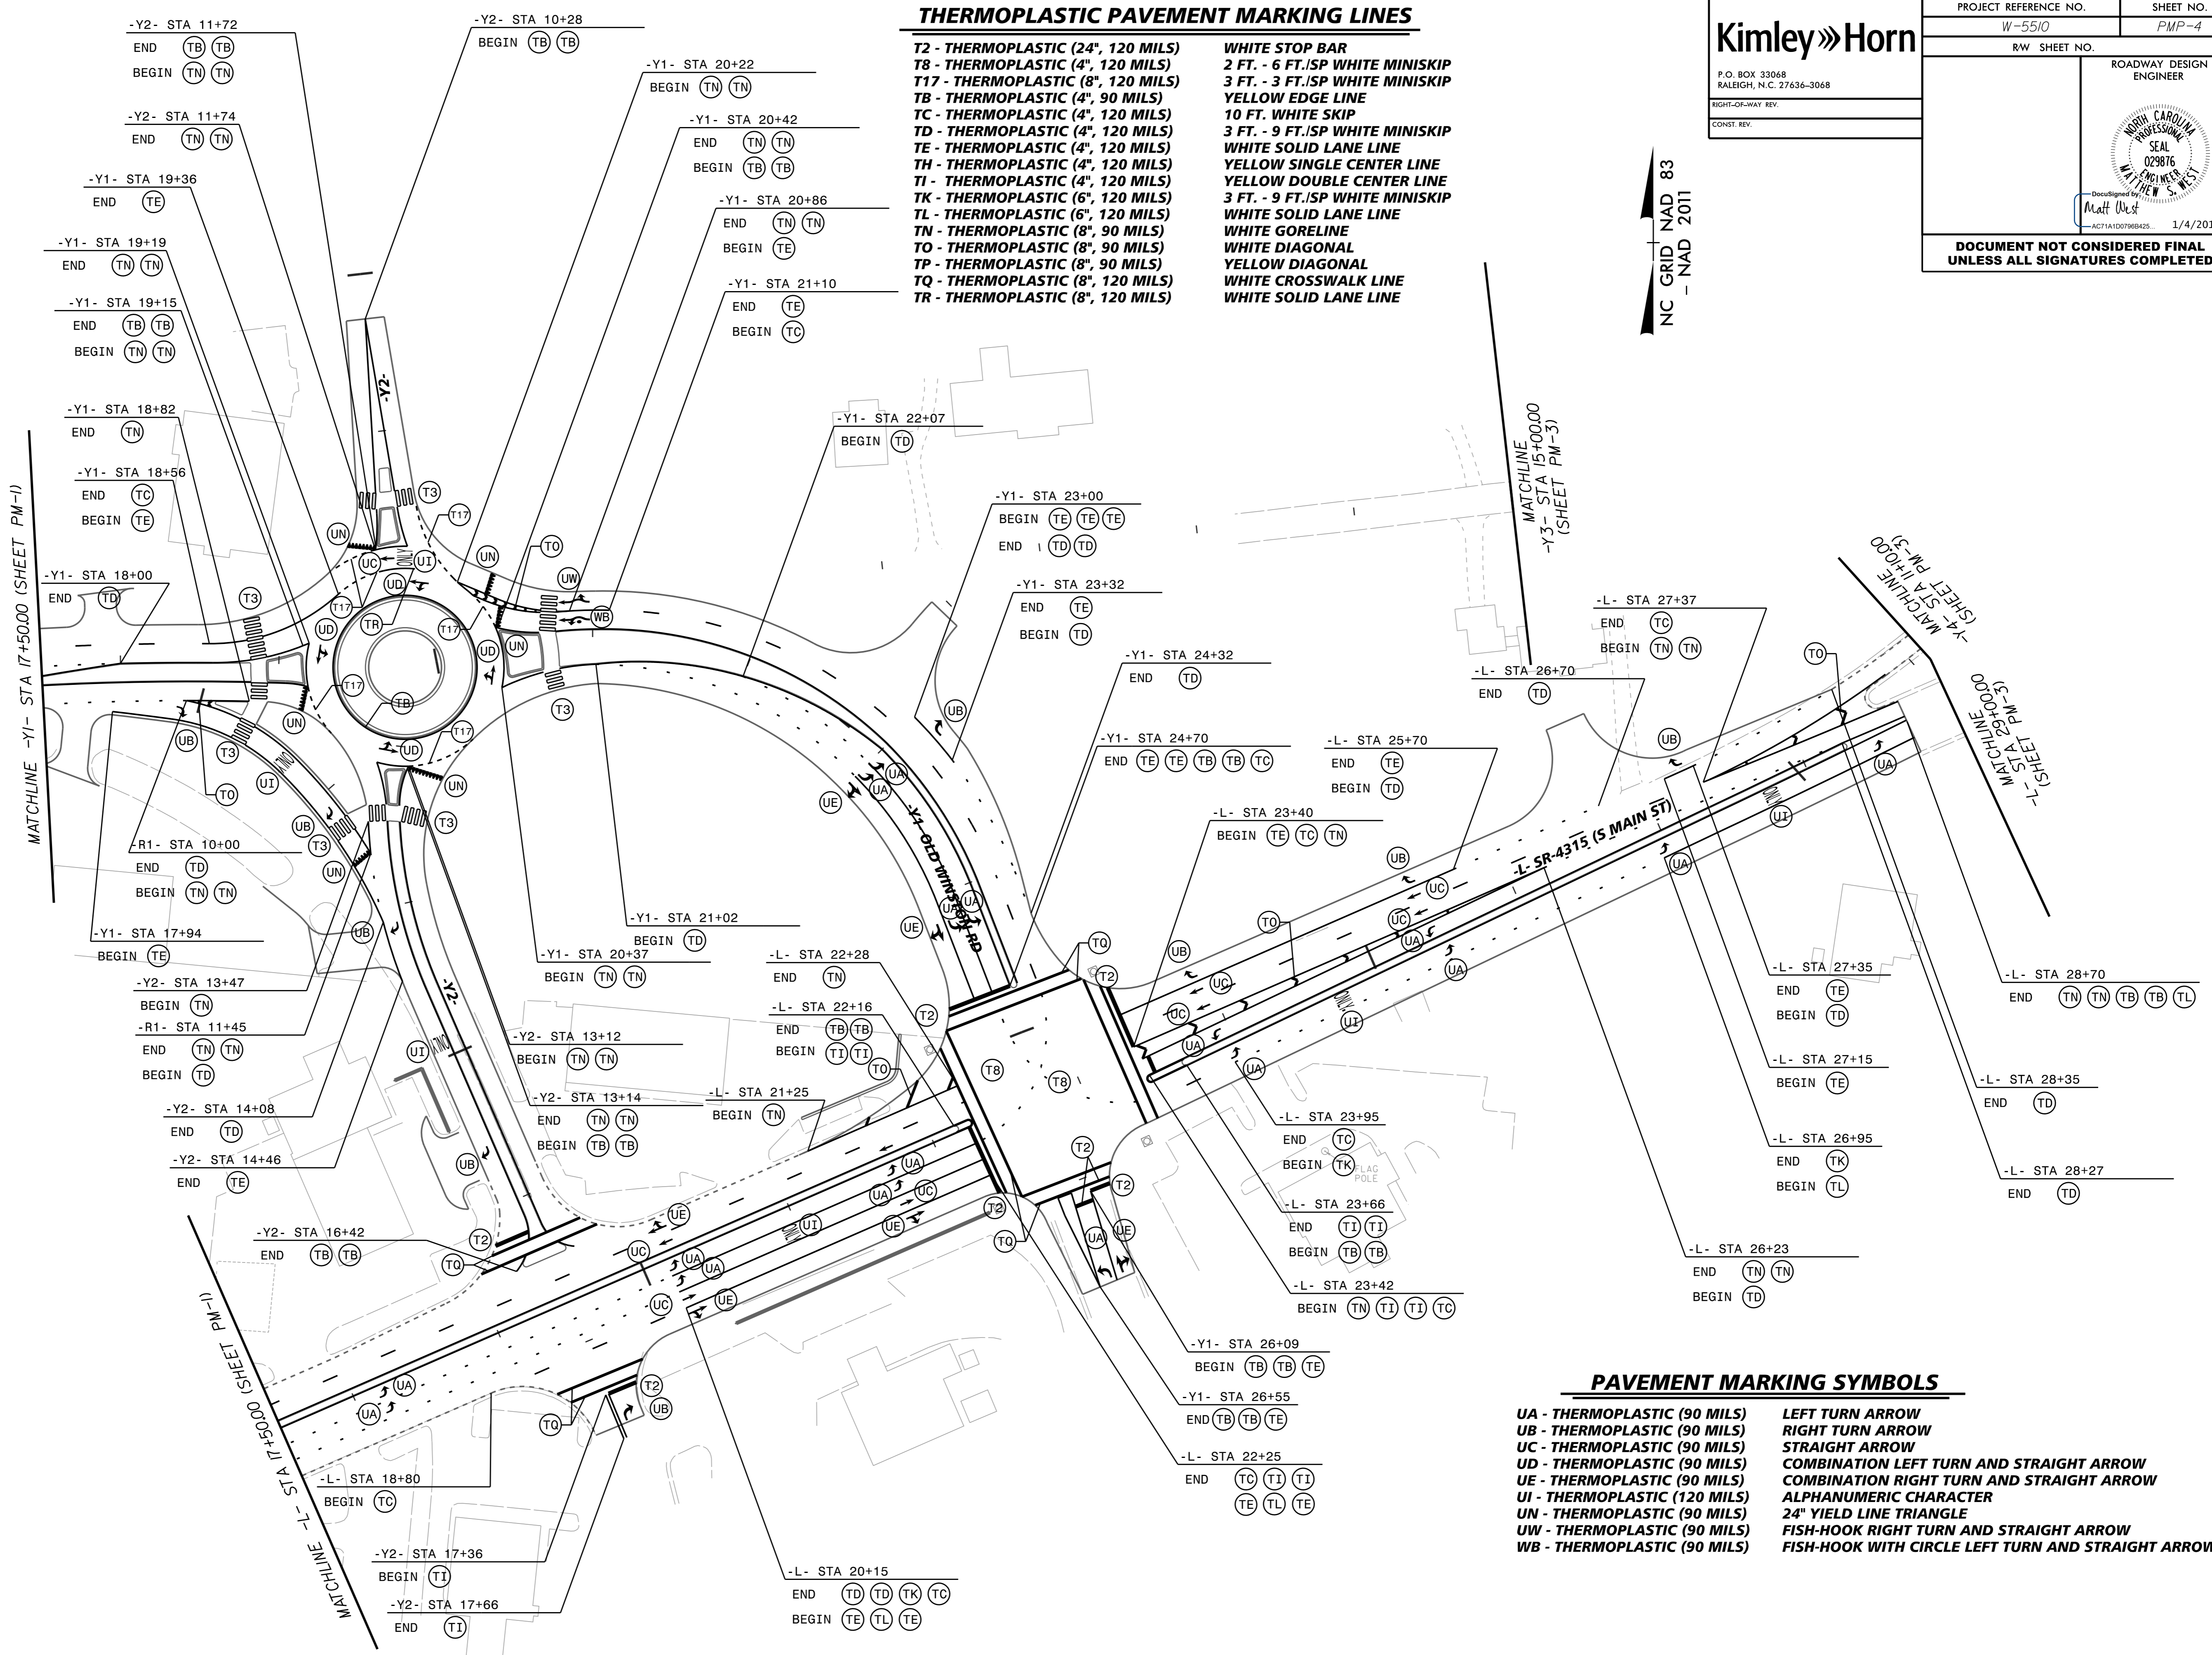 THERMOPLASTIC PAVEMENT MARKING LINES
T2 - THERMOPLASTIC (24", 120 MILS) WHITE STOP BAR
T8 - THERMOPLASTIC (4", 120 MILS) 2 FT. - 6 FT./SP WHITE MINISKIP
T17 - THERMOPLASTIC (8", 120 MILS) 3 FT. - 3 FT./SP WHITE MINISKIP
TB - THERMOPLASTIC (4", 90 MILS) YELLOW EDGE LINE
TC - THERMOPLASTIC (4", 120 MILS) 10 FT. WHITE SKIP
TD - THERMOPLASTIC (4", 120 MILS) 3 FT. - 9 FT./SP WHITE MINISKIP
TE - THERMOPLASTIC (4", 120 MILS) WHITE SOLID LANE LINE
TH - THERMOPLASTIC (4", 120 MILS) YELLOW SINGLE CENTER LINE
TI - THERMOPLASTIC (4", 120 MILS) YELLOW DOUBLE CENTER LINE
TK - THERMOPLASTIC (6", 120 MILS) 3 FT. - 9 FT./SP WHITE MINISKIP
TL - THERMOPLASTIC (6", 120 MILS) WHITE SOLID LANE LINE
TN - THERMOPLASTIC (8", 90 MILS) WHITE GORELINE
TO - THERMOPLASTIC (8", 90 MILS) WHITE DIAGONAL
TP - THERMOPLASTIC (8", 90 MILS) YELLOW DIAGONAL
TQ - THERMOPLASTIC (8", 120 MILS) WHITE CROSSWALK LINE
TR - THERMOPLASTIC (8", 120 MILS) WHITE SOLID LANE LINE
Kimley»Horn
P.O. BOX 33068
RALEIGH, N.C. 27636-3068
RIGHT-OF-WAY REV.
CONST. REV.
PROJECT REFERENCE NO. SHEET NO.
W-5510 PMP-4
R/W SHEET NO.
ROADWAY DESIGN
ENGINEER
NORTH CAROLINA
PROFESSIONAL
SEAL
029876
ENGINEER
MATTHEW S. WEST
DocuSigned by:
Matt West
AC71A1D0796B425...
1/4/201
DOCUMENT NOT CONSIDERED FINAL
UNLESS ALL SIGNATURES COMPLETED
NC GRID NAD 83
- NAD 2011
-Y2- STA 11+72
END TB TB
BEGIN TN TN
-Y2- STA 10+28
BEGIN TB TB
-Y1- STA 20+22
BEGIN TN TN
-Y2- STA 11+74
END TN TN
-Y1- STA 20+42
END TN TN
BEGIN TB TB
-Y1- STA 19+36
END TE
-Y1- STA 20+86
END TN TN
BEGIN TE
-Y1- STA 19+19
END TN TN
-Y1- STA 21+10
END TE
BEGIN TC
-Y1- STA 19+15
END TB TB
BEGIN TN TN
-Y1- STA 18+82
END TN
-Y1- STA 22+07
BEGIN TD
-Y1- STA 18+56
END TC
BEGIN TE
-Y1- STA 23+00
BEGIN TE TE TE
END TD TD
-Y1- STA 18+00
END TD
-Y1- STA 23+32
END TE
BEGIN TD
-Y1- STA 24+32
END TD
-Y1- STA 24+70
END TE TE TB TB TC
-L- STA 27+37
END TC
BEGIN TN TN
-L- STA 26+70
END TD
-L- STA 25+70
END TE
BEGIN TD
-L- STA 23+40
BEGIN TE TC TN
MATCHLINE -Y1- STA 17+50.00 (SHEET PM-1)
MATCHLINE
-Y3- STA 15+00.00
(SHEET PM-3)
MATCHLINE
-Y4- STA 11+10.00
(SHEET PM-3)
MATCHLINE
-L- STA 29+00.00
(SHEET PM-3)
MATCHLINE -L- STA 17+50.00 (SHEET PM-1)
-Y2-
-Y2-
-Y1- OLD WINSTON RD
-L- SR-4315 (S MAIN ST)
-R1- STA 10+00
END TD
BEGIN TN TN
-Y1- STA 17+94
BEGIN TE
-Y2- STA 13+47
BEGIN TN
-R1- STA 11+45
END TN TN
BEGIN TD
-Y2- STA 14+08
END TD
-Y2- STA 14+46
END TE
-Y2- STA 16+42
END TB TB
-Y1- STA 21+02
BEGIN TD
-Y1- STA 20+37
BEGIN TN TN
-Y2- STA 13+12
BEGIN TN TN
-Y2- STA 13+14
END TN TN
BEGIN TB TB
-L- STA 22+28
END TN
-L- STA 22+16
END TB TB
BEGIN TI TI
-L- STA 21+25
BEGIN TN
-L- STA 27+35
END TE
BEGIN TD
-L- STA 28+70
END TN TN TB TB TL
-L- STA 27+15
BEGIN TE
-L- STA 28+35
END TD
-L- STA 26+95
END TK
BEGIN TL
-L- STA 28+27
END TD
-L- STA 23+95
END TC
BEGIN TK
FLAG
POLE
-L- STA 23+66
END TI TI
BEGIN TB TB
-L- STA 26+23
END TN TN
BEGIN TD
-L- STA 23+42
BEGIN TN TI TI TC
-Y1- STA 26+09
BEGIN TB TB TE
-Y1- STA 26+55
END TB TB TE
-L- STA 22+25
END TC TI TI
TE TL TE
-L- STA 18+80
BEGIN TC
-Y2- STA 17+36
BEGIN TI
-Y2- STA 17+66
END TI
-L- STA 20+15
END TD TD TK TC
BEGIN TE TL TE
PAVEMENT MARKING SYMBOLS
UA - THERMOPLASTIC (90 MILS) LEFT TURN ARROW
UB - THERMOPLASTIC (90 MILS) RIGHT TURN ARROW
UC - THERMOPLASTIC (90 MILS) STRAIGHT ARROW
UD - THERMOPLASTIC (90 MILS) COMBINATION LEFT TURN AND STRAIGHT ARROW
UE - THERMOPLASTIC (90 MILS) COMBINATION RIGHT TURN AND STRAIGHT ARROW
UI - THERMOPLASTIC (120 MILS) ALPHANUMERIC CHARACTER
UN - THERMOPLASTIC (90 MILS) 24" YIELD LINE TRIANGLE
UW - THERMOPLASTIC (90 MILS) FISH-HOOK RIGHT TURN AND STRAIGHT ARROW
WB - THERMOPLASTIC (90 MILS) FISH-HOOK WITH CIRCLE LEFT TURN AND STRAIGHT ARROW